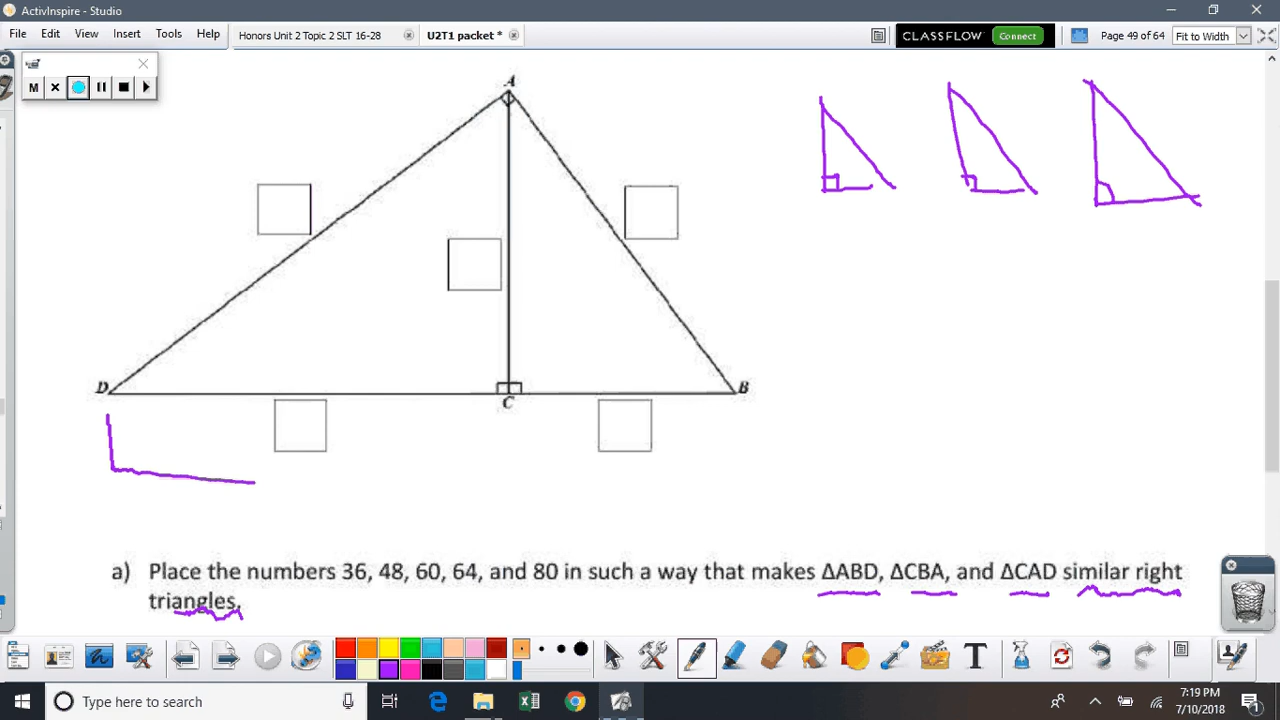 ActivInspire - Studio
File Edit View Insert Tools Help
Honors Unit 2 Topic 2 SLT 16-28
U2T1 packet *
CLASSFLOW Connect
Page 49 of 64
Fit to Width
M
A
D
C
B
a) Place the numbers 36, 48, 60, 64, and 80 in such a way that makes ΔABD, ΔCBA, and ΔCAD similar right
triangles.
T
Type here to search
7:19 PM
7/10/2018